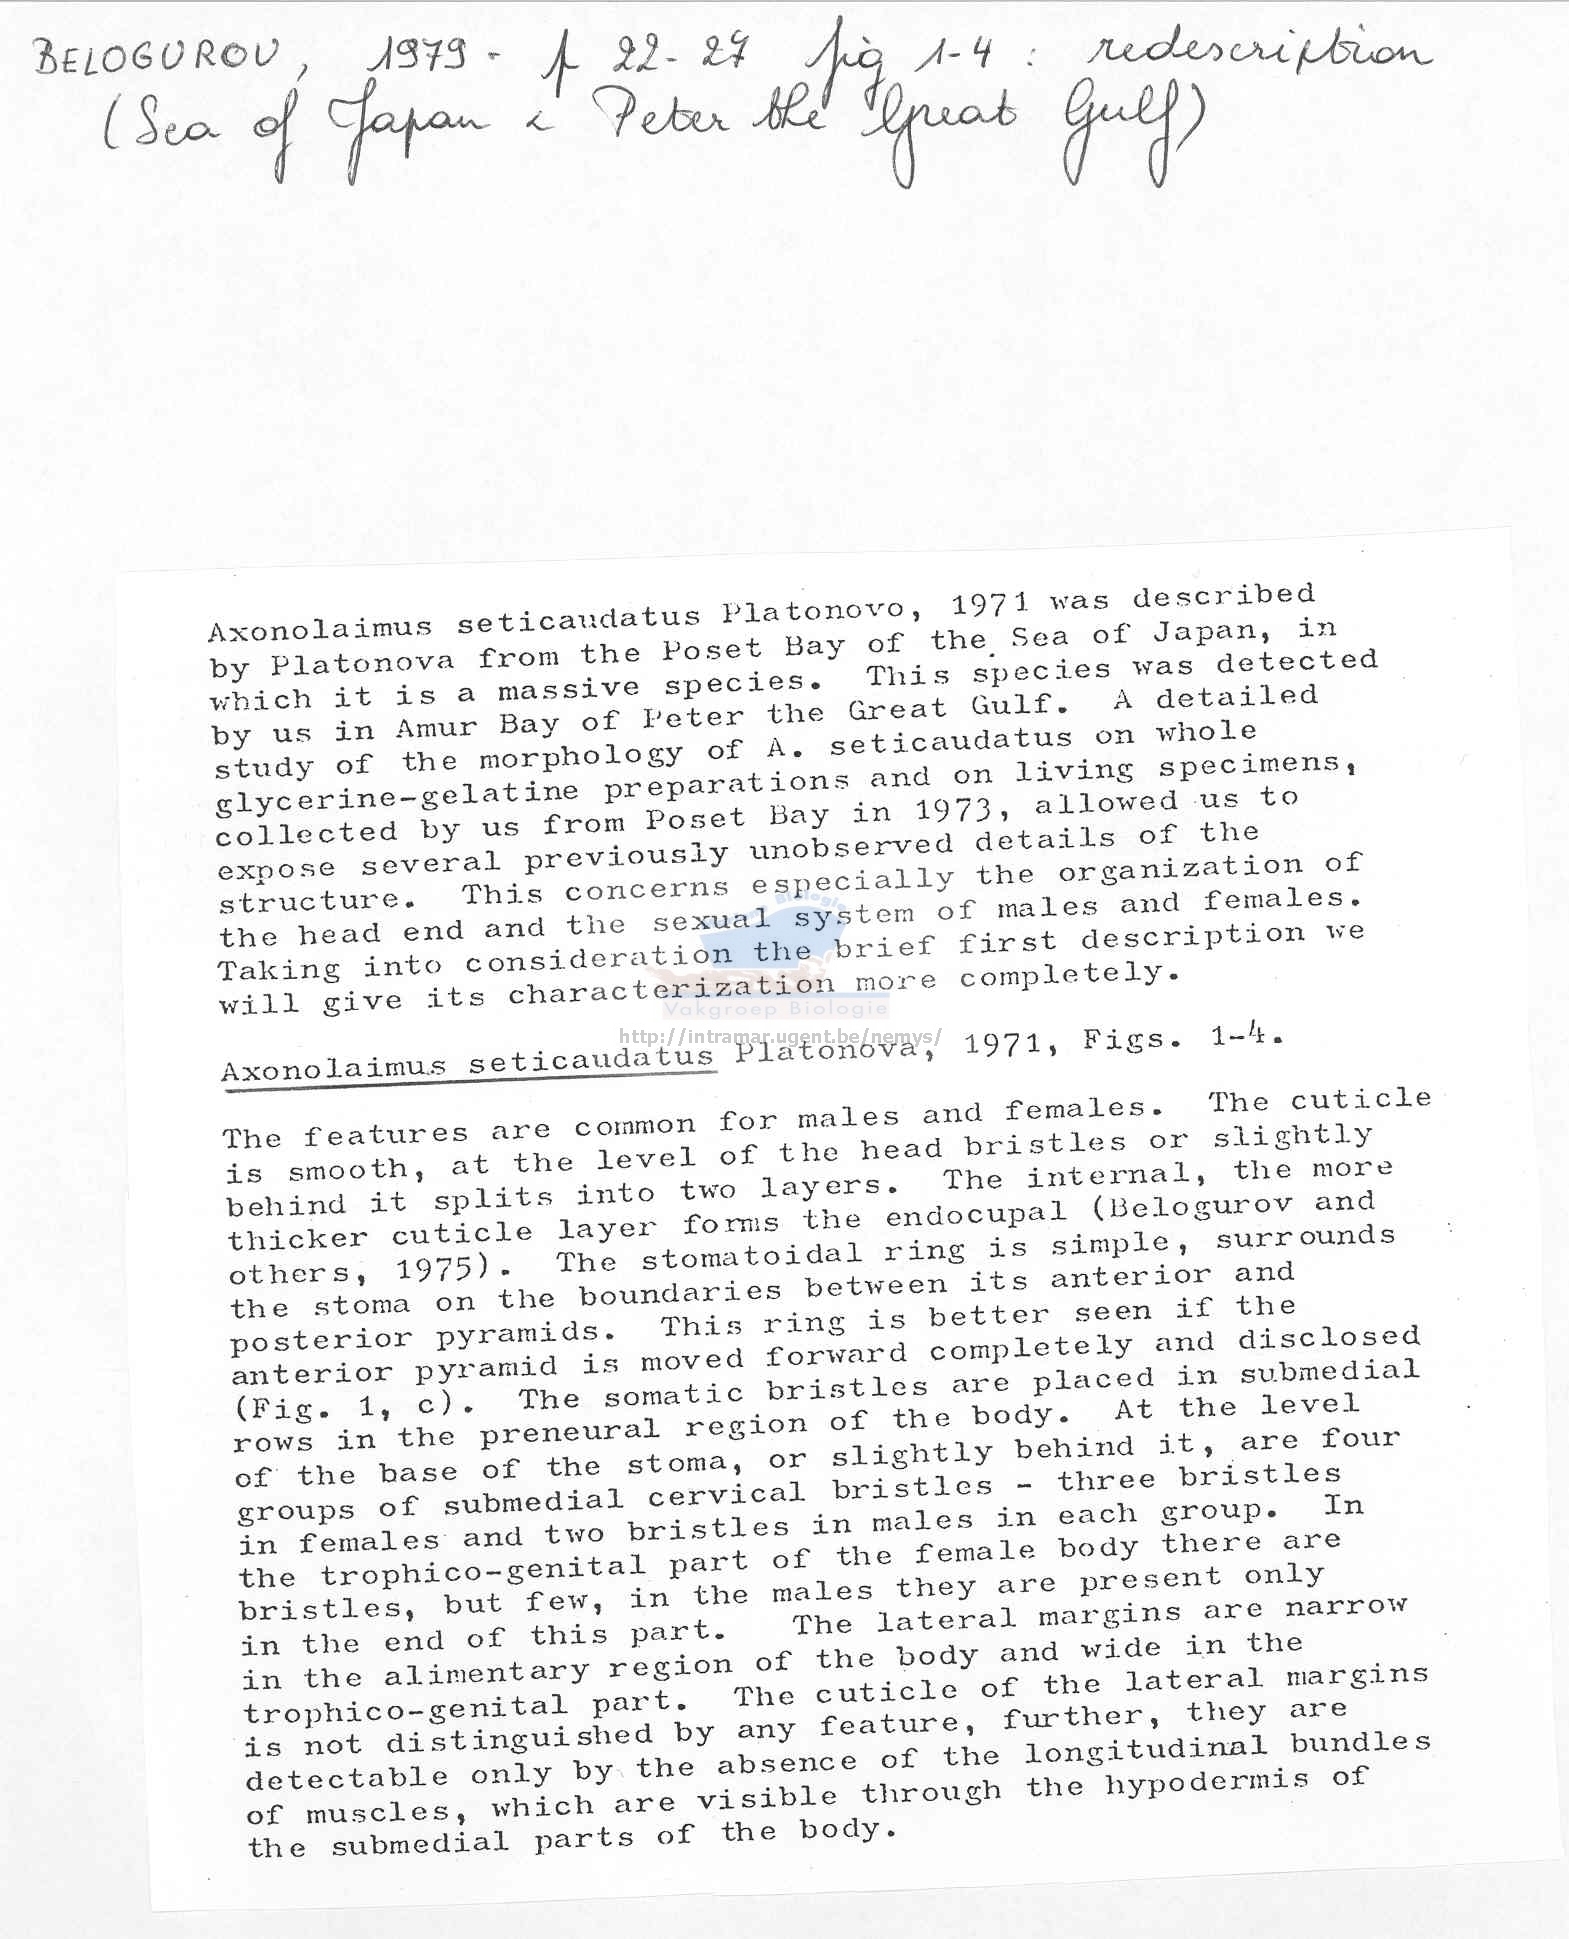 BELOGUROV, 1979 - p 22-27 fig 1-4 : redescription
(Sea of Japan & Peter the Great Gulf)
Axonolaimus seticaudatus Platonovo, 1971 was described
by Platonova from the Poset Bay of the Sea of Japan, in
which it is a massive species. This species was detected
by us in Amur Bay of Peter the Great Gulf. A detailed
study of the morphology of A. seticaudatus on whole
glycerine-gelatine preparations and on living specimens,
collected by us from Poset Bay in 1973, allowed us to
expose several previously unobserved details of the
structure. This concerns especially the organization of
the head end and the sexual system of males and females.
Taking into consideration the brief first description we
will give its characterization more completely.
Vakgroep Biologie
http://intramar.ugent.be/nemys/
Axonolaimus seticaudatus Platonova, 1971, Figs. 1-4.
The features are common for males and females. The cuticle
is smooth, at the level of the head bristles or slightly
behind it splits into two layers. The internal, the more
thicker cuticle layer forms the endocupal (Belogurov and
others, 1975). The stomatoidal ring is simple, surrounds
the stoma on the boundaries between its anterior and
posterior pyramids. This ring is better seen if the
anterior pyramid is moved forward completely and disclosed
(Fig. 1, c). The somatic bristles are placed in submedial
rows in the preneural region of the body. At the level
of the base of the stoma, or slightly behind it, are four
groups of submedial cervical bristles - three bristles
in females and two bristles in males in each group. In
the trophico-genital part of the female body there are
bristles, but few, in the males they are present only
in the end of this part. The lateral margins are narrow
in the alimentary region of the body and wide in the
trophico-genital part. The cuticle of the lateral margins
is not distinguished by any feature, further, they are
detectable only by the absence of the longitudinal bundles
of muscles, which are visible through the hypodermis of
the submedial parts of the body.